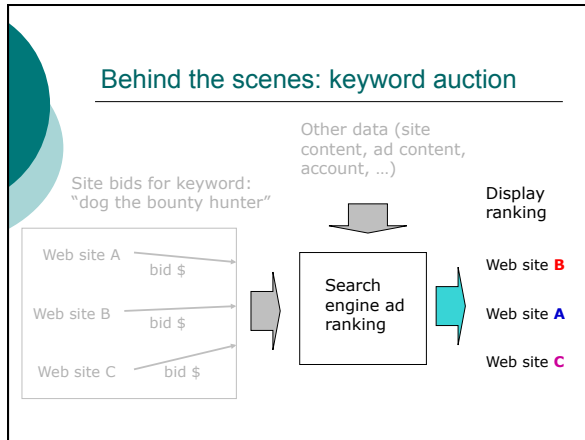 Behind the scenes: keyword auction
Other data (site
content, ad content,
account, …)
Site bids for keyword:
“dog the bounty hunter”
Web site A
bid $
Web site B
bid $
Web site C
bid $
Search
engine ad
ranking
Display
ranking
Web site B
Web site A
Web site C